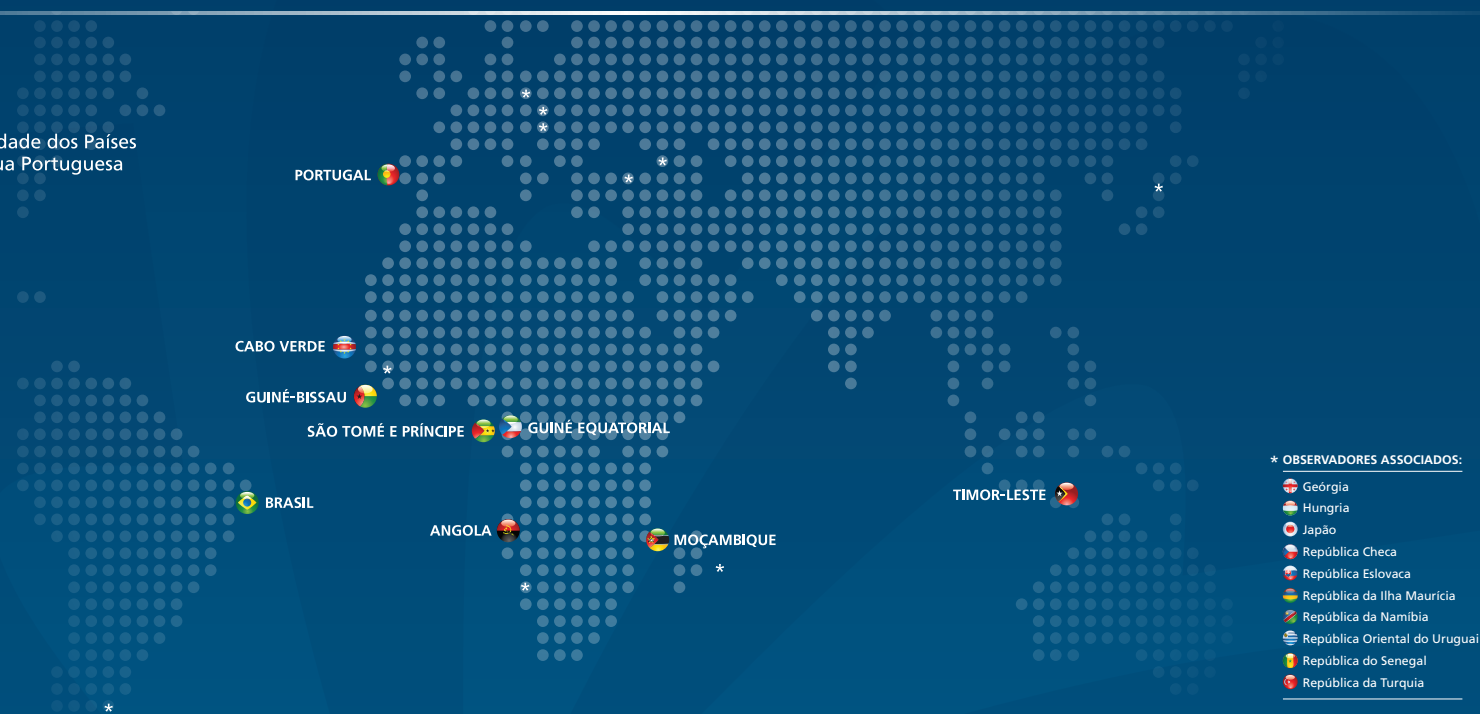 dade dos Países
ua Portuguesa
PORTUGAL
CABO VERDE
GUINÉ-BISSAU
SÃO TOMÉ E PRÍNCIPE
GUINÉ EQUATORIAL
BRASIL
ANGOLA
MOÇAMBIQUE
TIMOR-LESTE
* OBSERVADORES ASSOCIADOS:
Geórgia
Hungria
Japão
República Checa
República Eslovaca
República da Ilha Maurícia
República da Namíbia
República Oriental do Uruguai
República do Senegal
República da Turquia